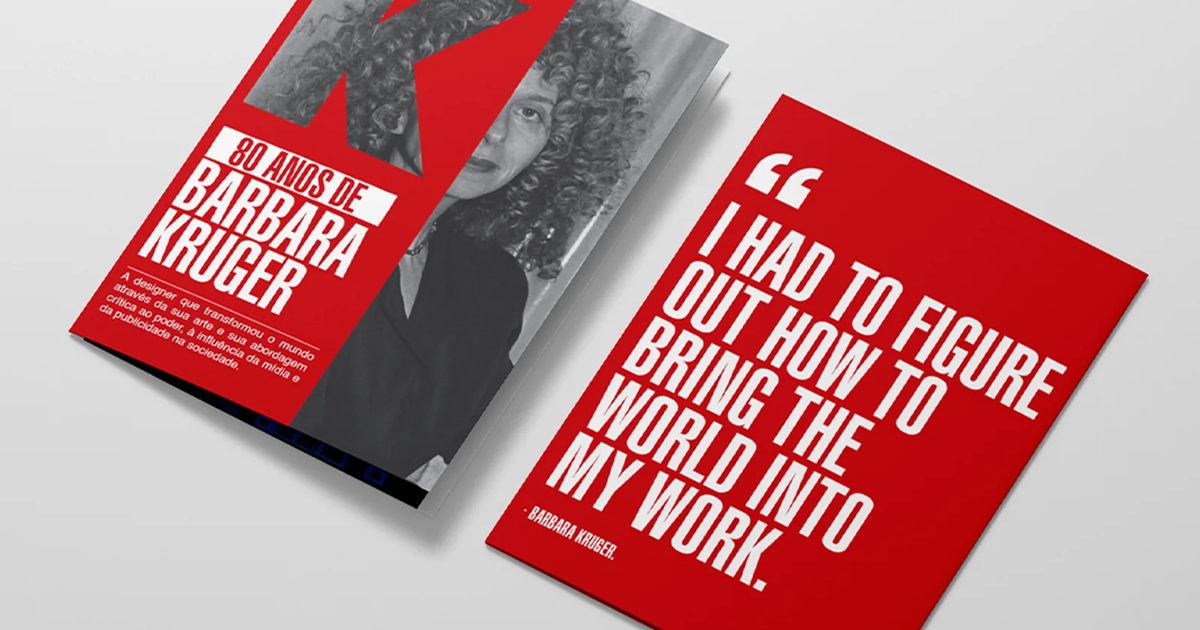 K
80 ANOS DE
BARBARA
KRUGER
A designer que transformou o mundo
através da sua arte e sua abordagem
crítica ao poder, à influência da mídia e
da publicidade na sociedade.
“
I HAD TO FIGURE
OUT HOW TO
BRING THE
WORLD INTO
MY WORK.
- BARBARA KRUGER.